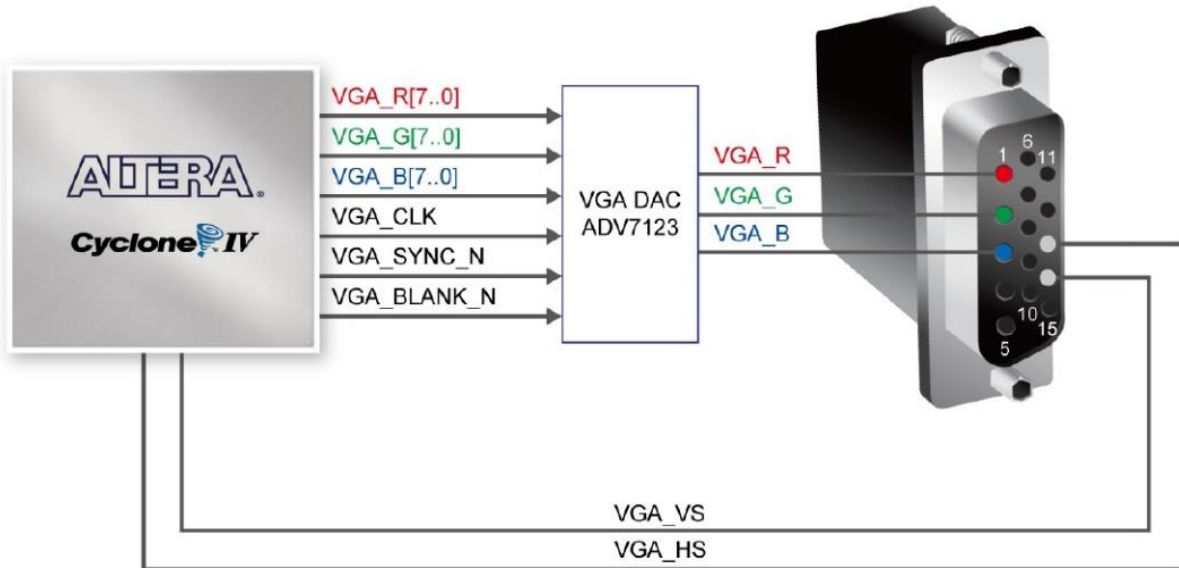 ALTERA®
Cyclone IV
VGA_R[7..0]
VGA_G[7..0]
VGA_B[7..0]
VGA_CLK
VGA_SYNC_N
VGA_BLANK_N
VGA DAC
ADV7123
VGA_R
VGA_G
VGA_B
1
6
11
5
10
15
VGA_VS
VGA_HS